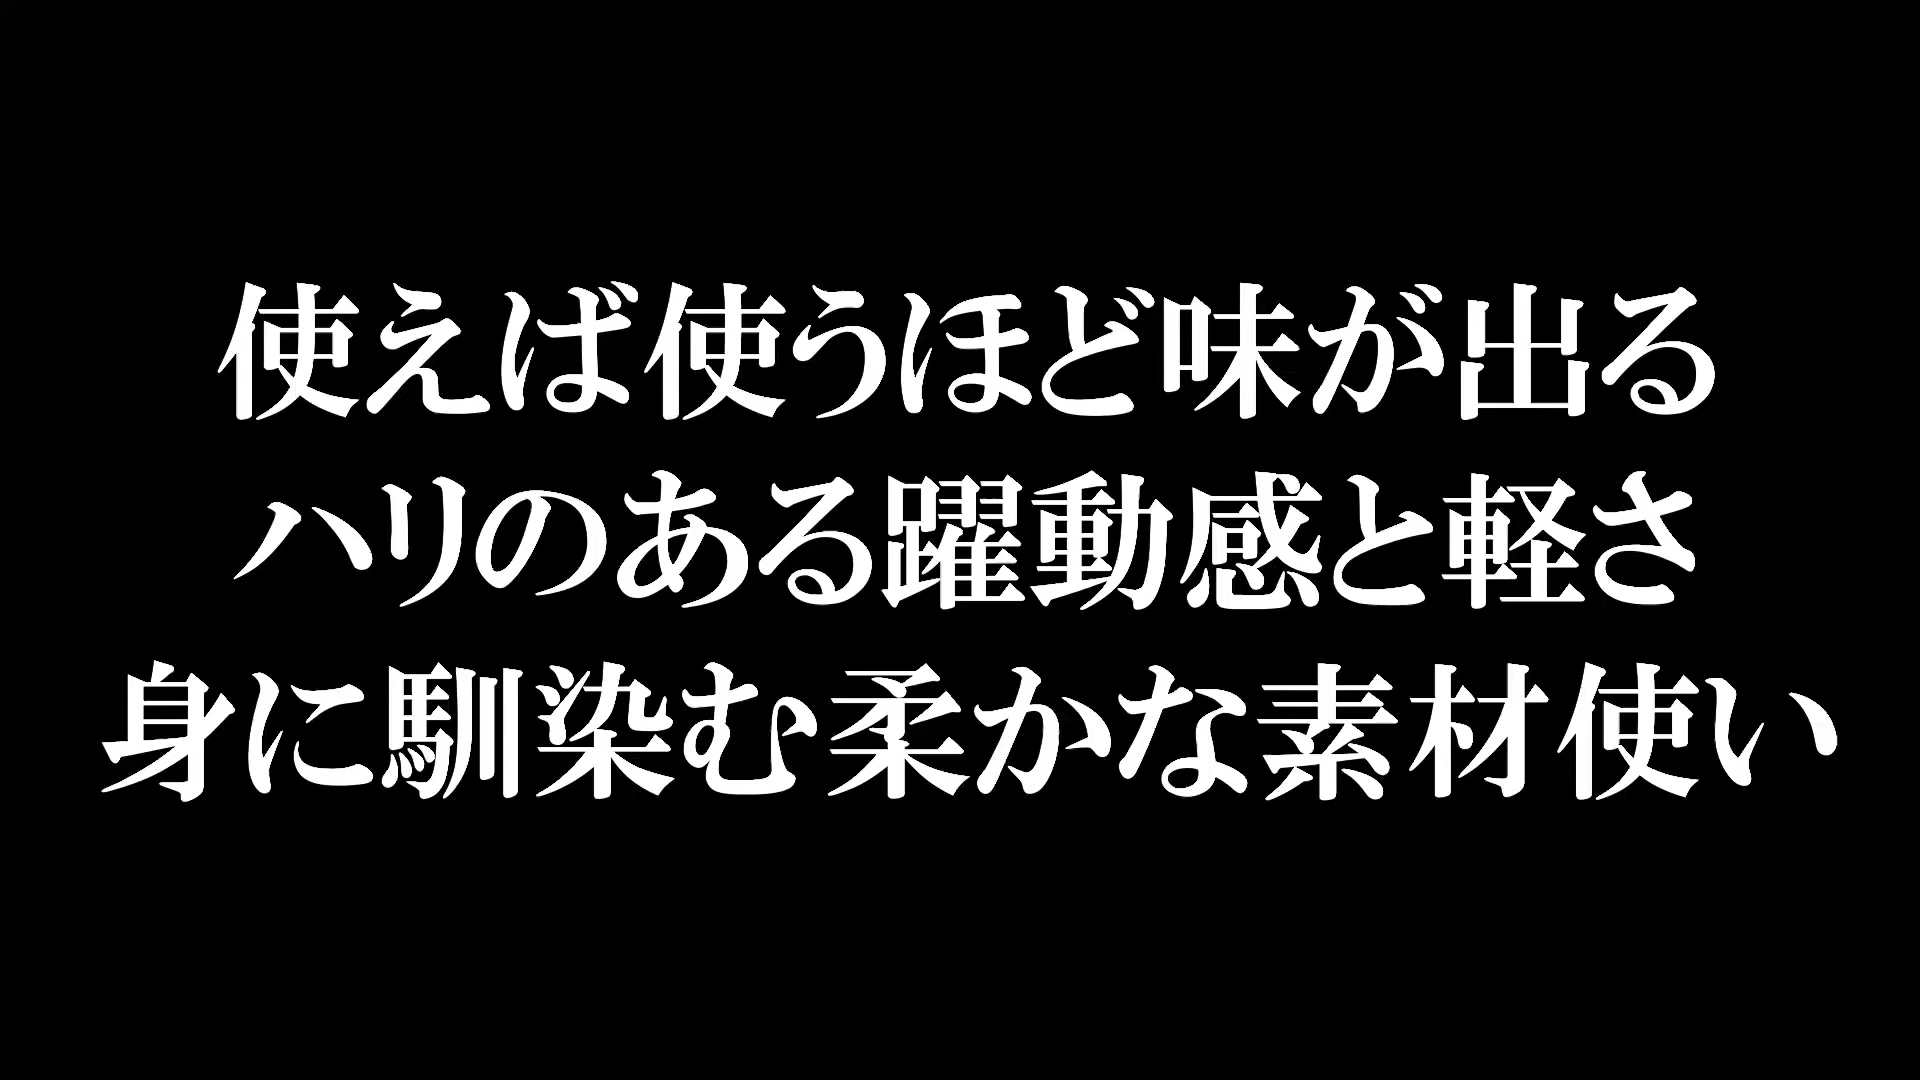 使えば使うほど味が出る
ハリのある躍動感と軽さ
身に馴染む柔かな素材使い